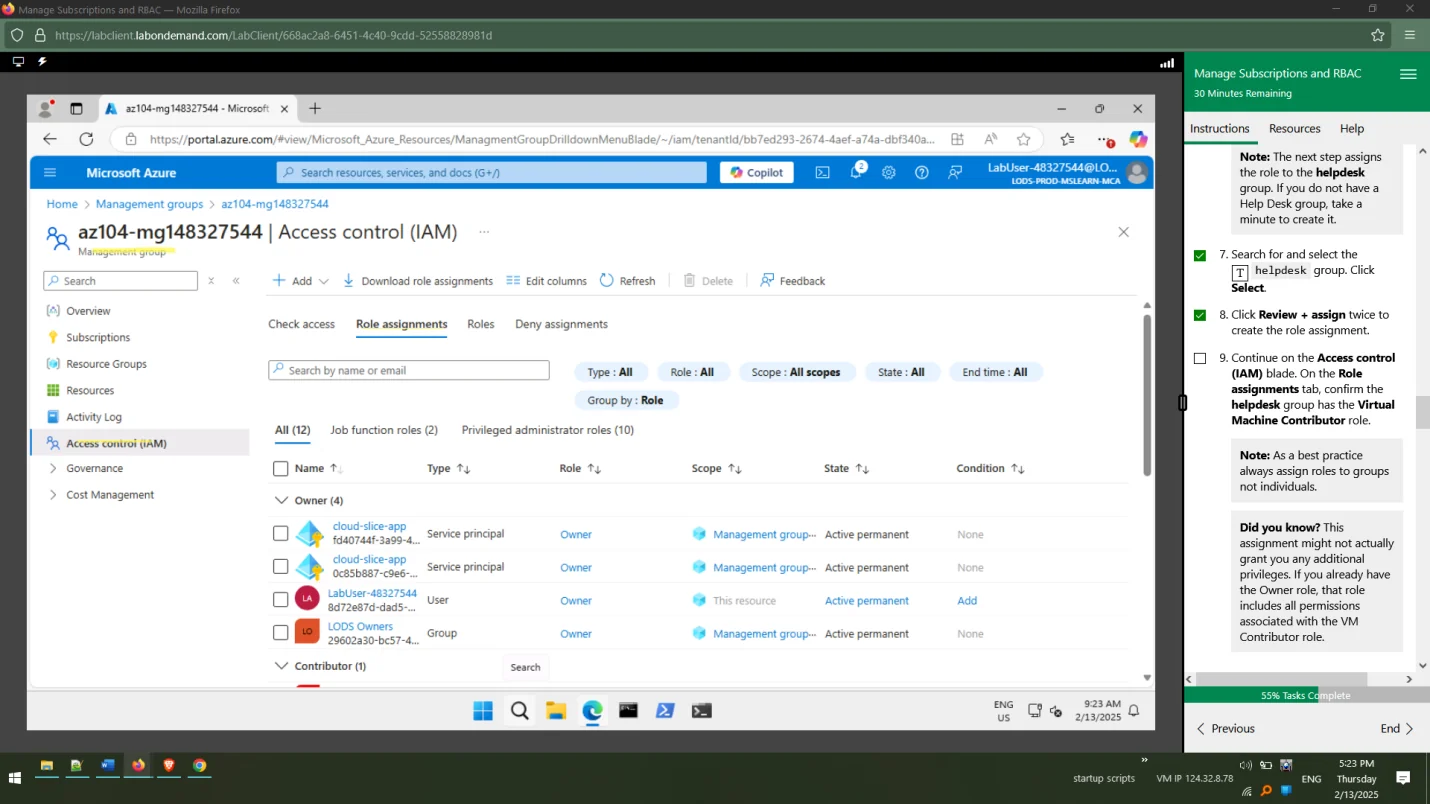 Manage Subscriptions and RBAC — Mozilla Firefox
https://labclient.labondemand.com/LabClient/668ac2a8-6451-4c40-9cdd-52558828981d
az104-mg148327544 - Microsoft
https://portal.azure.com/#view/Microsoft_Azure_Resources/ManagmentGroupDrilldownMenuBlade/~/iam/tenantId/bb7ed293-2674-4aef-a74a-dbf340a...
Microsoft Azure
Search resources, services, and docs (G+/)
Copilot
2
LabUser-48327544@LO...
LODS-PROD-MSLEARN-MCA
Home > Management groups > az104-mg148327544
az104-mg148327544 | Access control (IAM) ...
Management group
Search
Overview
Subscriptions
Resource Groups
Resources
Activity Log
Access control (IAM)
Governance
Cost Management
Add
Download role assignments
Edit columns
Refresh
Delete
Feedback
Check access
Role assignments
Roles
Deny assignments
Search by name or email
Type : All
Role : All
Scope : All scopes
State : All
End time : All
Group by : Role
All (12)
Job function roles (2)
Privileged administrator roles (10)
Name
Type
Role
Scope
State
Condition
Owner (4)
cloud-slice-app
fd40744f-3a99-4...
Service principal
Owner
Management group...
Active permanent
None
cloud-slice-app
0c85b887-c9e6-...
Service principal
Owner
Management group...
Active permanent
None
LA
LabUser-48327544
8d72e87d-dad5-...
User
Owner
This resource
Active permanent
Add
LO
LODS Owners
29602a30-bc57-4...
Group
Owner
Management group...
Active permanent
None
Contributor (1)
Search
ENG
US
9:23 AM
2/13/2025
Manage Subscriptions and RBAC
30 Minutes Remaining
Instructions
Resources
Help
Note: The next step assigns
the role to the helpdesk
group. If you do not have a
Help Desk group, take a
minute to create it.
7. Search for and select the
T helpdesk group. Click
Select.
8. Click Review + assign twice to
create the role assignment.
9. Continue on the Access control
(IAM) blade. On the Role
assignments tab, confirm the
helpdesk group has the Virtual
Machine Contributor role.
Note: As a best practice
always assign roles to groups
not individuals.
Did you know? This
assignment might not actually
grant you any additional
privileges. If you already have
the Owner role, that role
includes all permissions
associated with the VM
Contributor role.
55% Tasks Complete
Previous
End
startup scripts
VM IP 124.32.8.78
ENG
5:23 PM
Thursday
2/13/2025